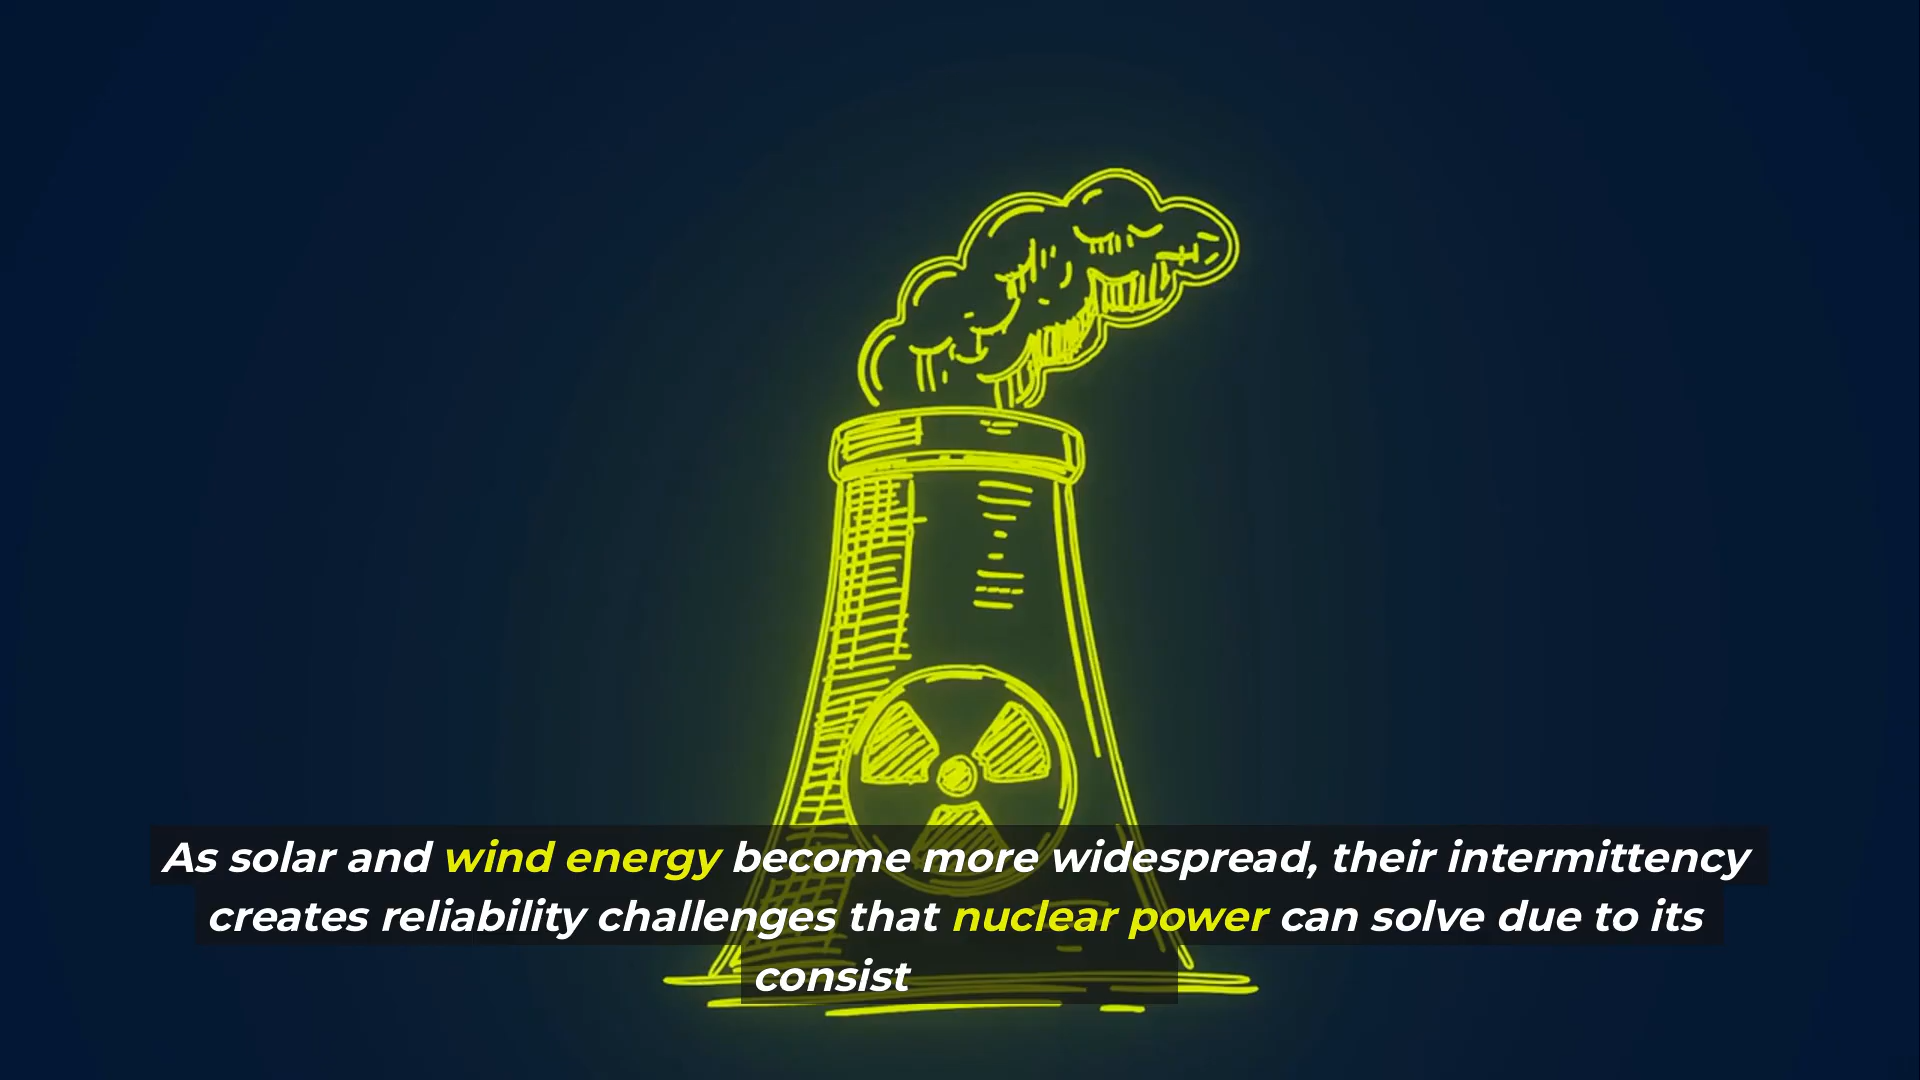 As solar and wind energy become more widespread, their intermittency
creates reliability challenges that nuclear power can solve due to its
consist